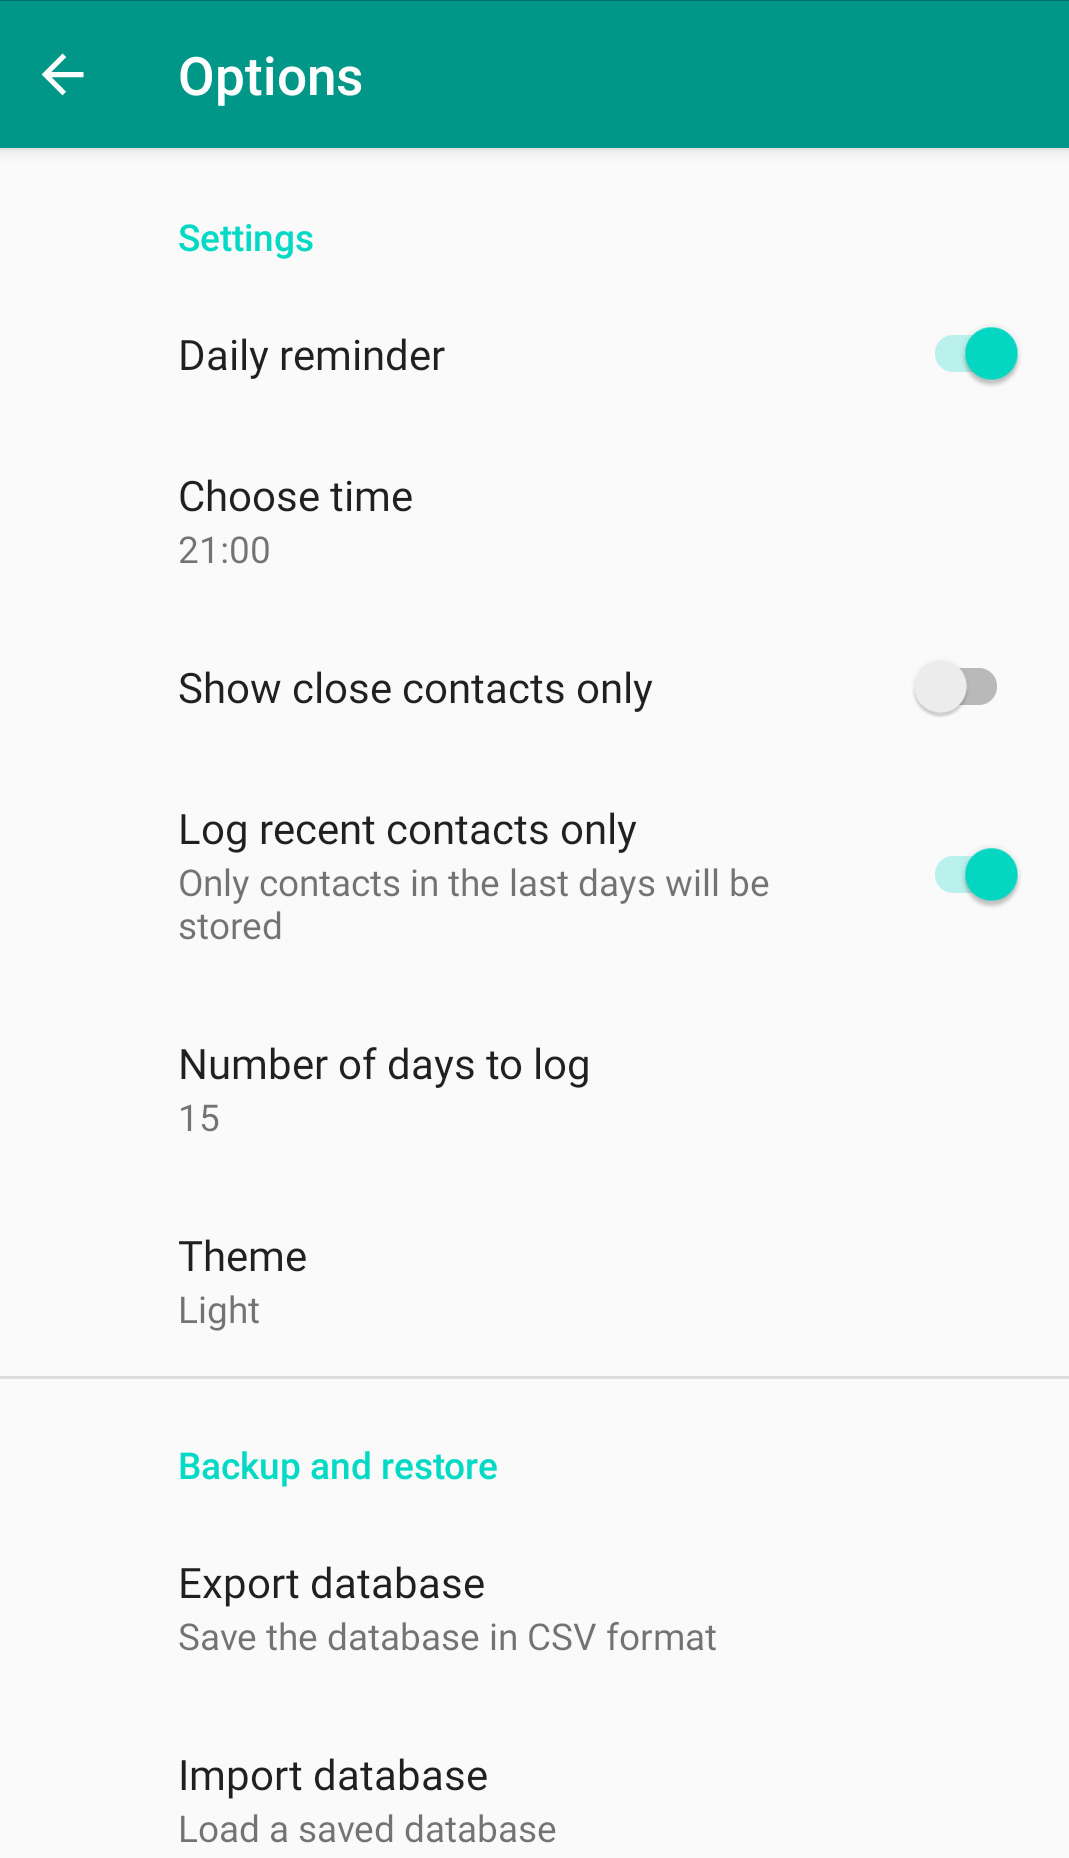 Options
Settings
Daily reminder
Choose time
21:00
Show close contacts only
Log recent contacts only
Only contacts in the last days will be
stored
Number of days to log
15
Theme
Light
Backup and restore
Export database
Save the database in CSV format
Import database
Load a saved database